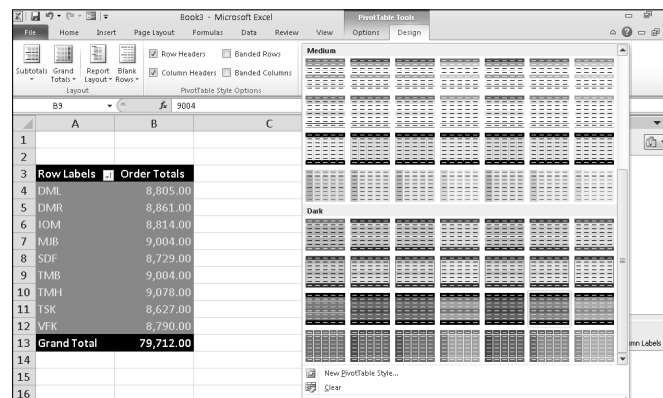 Book3 - Microsoft Excel
PivotTable Tools
File Home Insert Page Layout Formulas Data Review View Options Design
Subtotals Grand Totals Report Layout Blank Rows
Row Headers Banded Rows
Column Headers Banded Columns
Layout PivotTable Style Options
B9 fx 9004
A B C
1
2
3 Row Labels Order Totals
4 DML 8,805.00
5 DMR 8,861.00
6 IOM 8,814.00
7 MJB 9,004.00
8 SDF 8,729.00
9 TMB 9,004.00
10 TMH 9,078.00
11 TSK 8,627.00
12 VFK 8,790.00
13 Grand Total 79,712.00
14
15
16
Medium
Dark
New PivotTable Style...
Clear
mn Labels